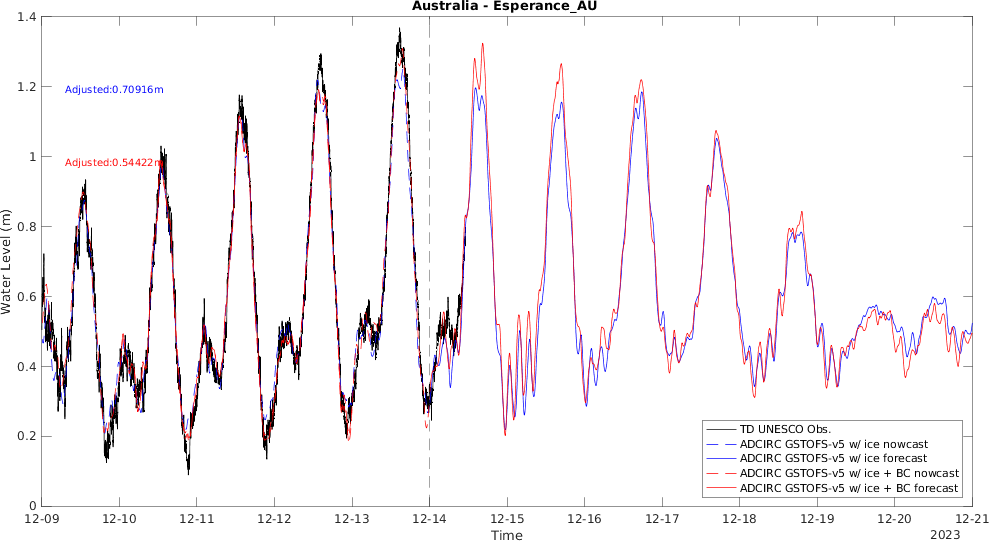 Australia - Esperance_AU
1.4
1.2
1
0.8
0.6
0.4
0.2
0
Water Level (m)
Adjusted:0.70916m
Adjusted:0.54422m
TD UNESCO Obs.
ADCIRC GSTOFS-v5 w/ ice nowcast
ADCIRC GSTOFS-v5 w/ ice forecast
ADCIRC GSTOFS-v5 w/ ice + BC nowcast
ADCIRC GSTOFS-v5 w/ ice + BC forecast
12-09 12-10 12-11 12-12 12-13 12-14 12-15 12-16 12-17 12-18 12-19 12-20 12-21
Time
2023